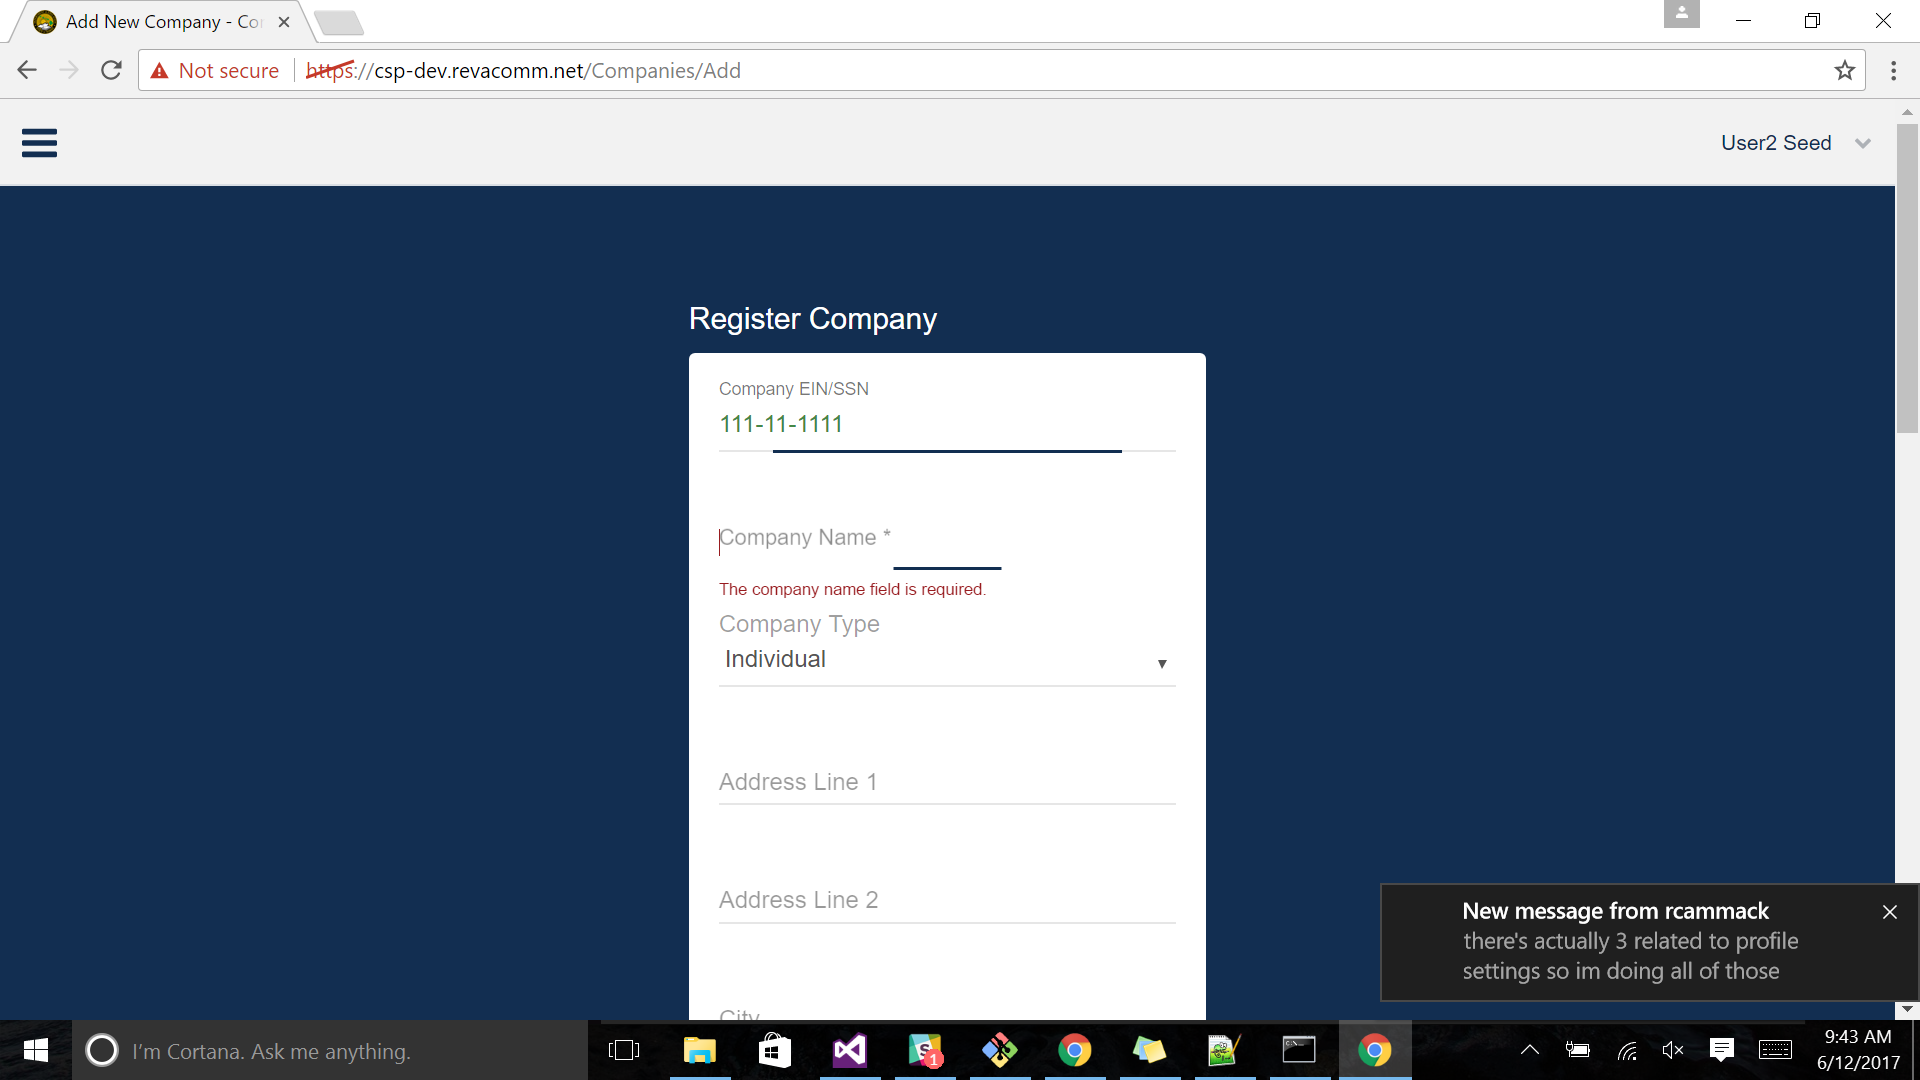 Add New Company - Co
Not secure
https://csp-dev.revacomm.net/Companies/Add
User2 Seed
Register Company
Company EIN/SSN
111-11-1111
Company Name *
The company name field is required.
Company Type
Individual
Address Line 1
Address Line 2
City
New message from rcammack
there's actually 3 related to profile
settings so im doing all of those
I'm Cortana. Ask me anything.
1
9:43 AM
6/12/2017